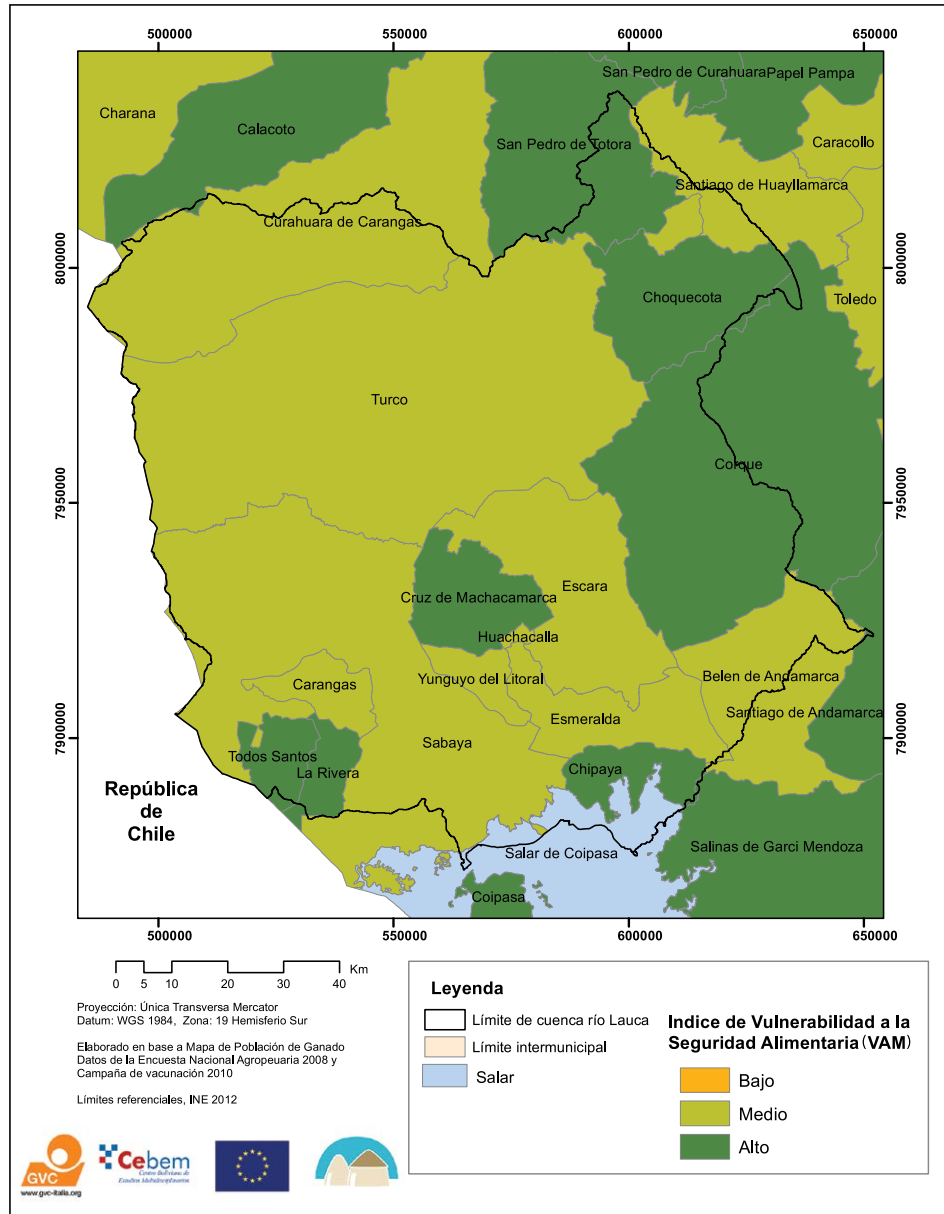 500000
550000
600000
650000
San Pedro de Curahuara
Papel Pampa
Charana
Calacoto
San Pedro de Totora
Caracollo
Santiago de Huayllamarca
Curahuara de Carangas
8000000
8000000
Choquecota
Toledo
Turco
Corque
7950000
7950000
Escara
Cruz de Machacamarca
Huachacalla
Carangas
Yunguyo del Litoral
Belen de Andamarca
Esmeralda
Santiago de Andamarca
7900000
7900000
Sabaya
Todos Santos
La Rivera
Chipaya
República
de
Chile
Salar de Coipasa
Salinas de Garci Mendoza
Coipasa
500000
550000
600000
650000
Km
0 5 10 20 30 40
Proyección: Única Transversa Mercator
Datum: WGS 1984, Zona: 19 Hemisferio Sur
Elaborado en base a Mapa de Población de Ganado
Datos de la Encuesta Nacional Agropeuaria 2008 y
Campaña de vacunación 2010
Límites referenciales, INE 2012
Leyenda
Límite de cuenca río Lauca
Límite intermunicipal
Salar
Indice de Vulnerabilidad a la
Seguridad Alimentaria (VAM)
Bajo
Medio
Alto
GVC
www.gvc-italia.org
Cebem
Centro Boliviano de
Estudios Multidisciplinarios